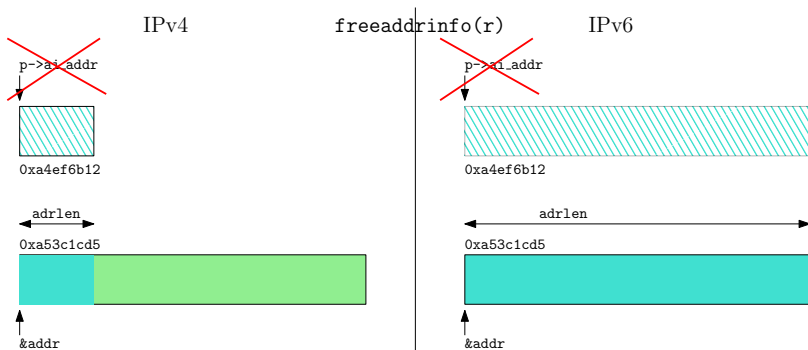 IPv4
freeaddrinfo(r)
IPv6
p->ai_addr
p->ai_addr
0xa4ef6b12
0xa4ef6b12
adrlen
adrlen
0xa53c1cd5
0xa53c1cd5
&addr
&addr